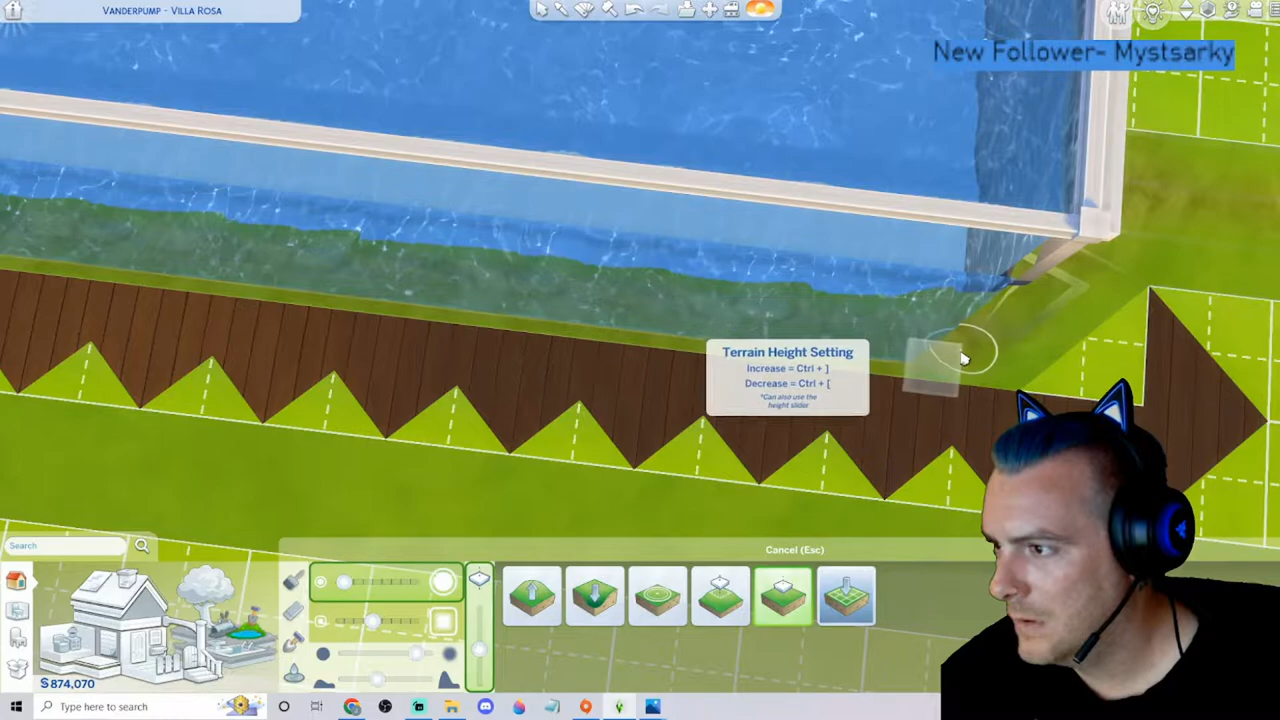 VANDERPUMP - VILLA ROSA
New Follower- Mystsarky
Terrain Height Setting
Increase = Ctrl + ]
Decrease = Ctrl + [
*Can also use the
height slider
Cancel (Esc)
Search
§874,070
Type here to search